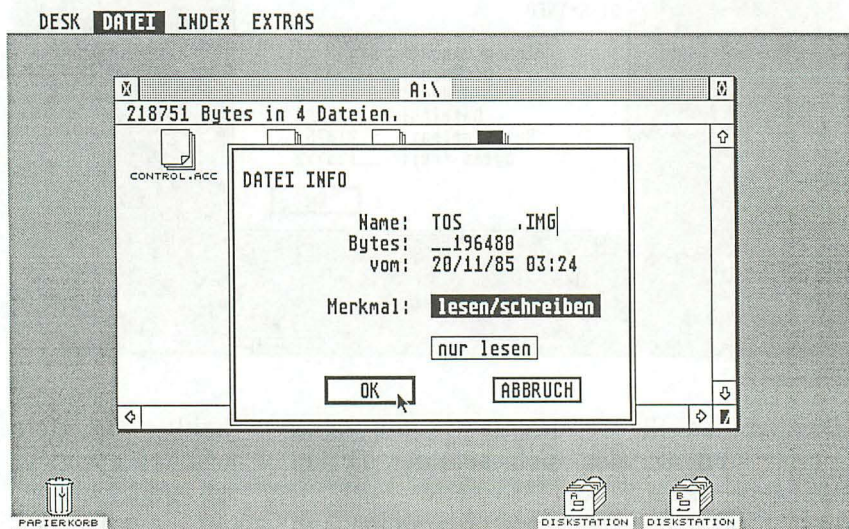 DESK DATEI INDEX EXTRAS
A:\
218751 Bytes in 4 Dateien.
CONTROL.ACC
DATEI INFO
Name: TOS .IMG
Bytes: __196480
vom: 20/11/85 03:24
Merkmal: lesen/schreiben
nur lesen
OK ABBRUCH
A B
PAPIERKORB DISKSTATION DISKSTATION